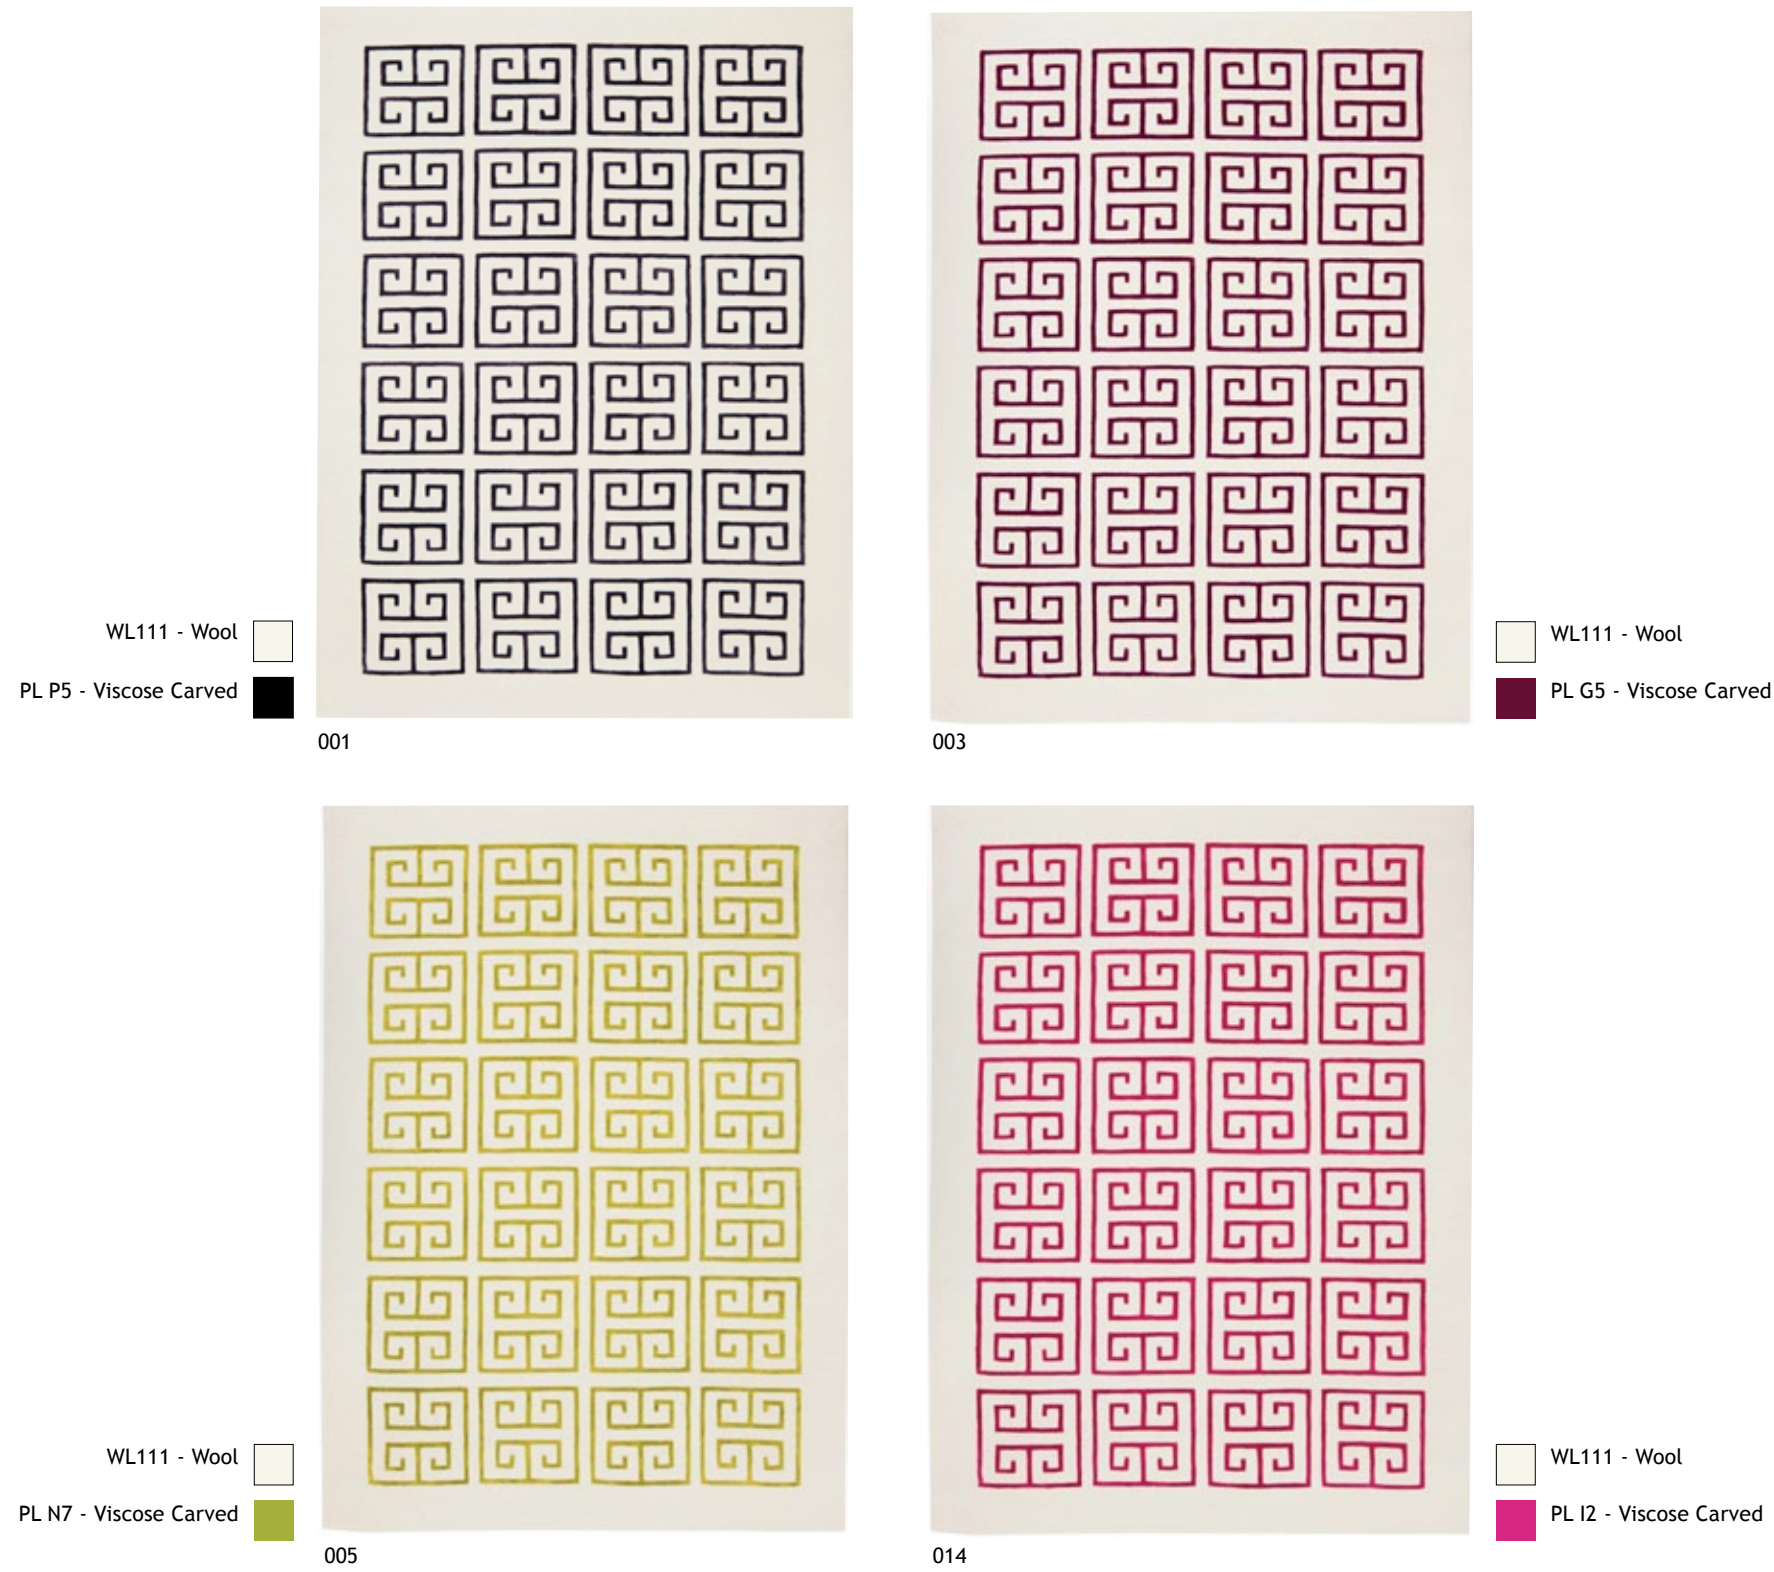 WL111 - Wool
PL P5 - Viscose Carved
001
WL111 - Wool
PL G5 - Viscose Carved
003
WL111 - Wool
PL N7 - Viscose Carved
005
WL111 - Wool
PL I2 - Viscose Carved
014